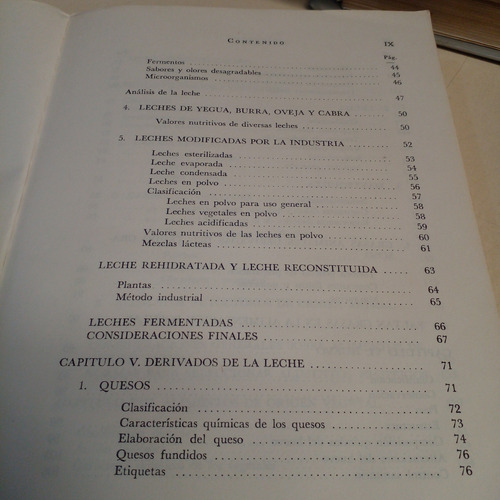 CONTENIDO IX
Pág.
Fermentos 44
Sabores y olores desagradables 45
Microorganismos 46
Análisis de la leche 47
4. LECHES DE YEGUA, BURRA, OVEJA Y CABRA 50
Valores nutritivos de diversas leches 50
5. LECHES MODIFICADAS POR LA INDUSTRIA 52
Leches esterilizadas 53
Leche evaporada 54
Leche condensada 55
Leches en polvo 56
Clasificación 57
Leches en polvo para uso general 58
Leches vegetales en polvo 58
Leches acidificadas 59
Valores nutritivos de las leches en polvo 60
Mezclas lácteas 61
LECHE REHIDRATADA Y LECHE RECONSTITUIDA 63
Plantas 64
Método industrial 65
LECHES FERMENTADAS 66
CONSIDERACIONES FINALES 67
CAPITULO V. DERIVADOS DE LA LECHE 71
1. QUESOS 71
Clasificación 72
Características químicas de los quesos 73
Elaboración del queso 74
Quesos fundidos 76
Etiquetas 76